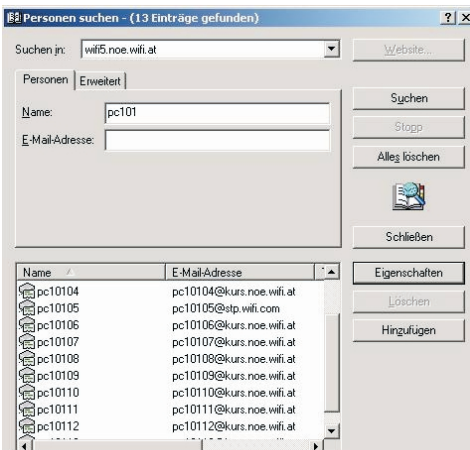 Personen suchen - (13 Einträge gefunden)
Suchen in: wifi5.noe.wifi.at
Website...
Personen Erweitert
Name: pc101
E-Mail-Adresse:
Suchen
Stopp
Alles löschen
Schließen
Name E-Mail-Adresse
pc10104 pc10104@kurs.noe.wifi.at
pc10105 pc10105@stp.wifi.com
pc10106 pc10106@kurs.noe.wifi.at
pc10107 pc10107@kurs.noe.wifi.at
pc10108 pc10108@kurs.noe.wifi.at
pc10109 pc10109@kurs.noe.wifi.at
pc10110 pc10110@kurs.noe.wifi.at
pc10111 pc10111@kurs.noe.wifi.at
pc10112 pc10112@kurs.noe.wifi.at
Eigenschaften
Löschen
Hinzufügen